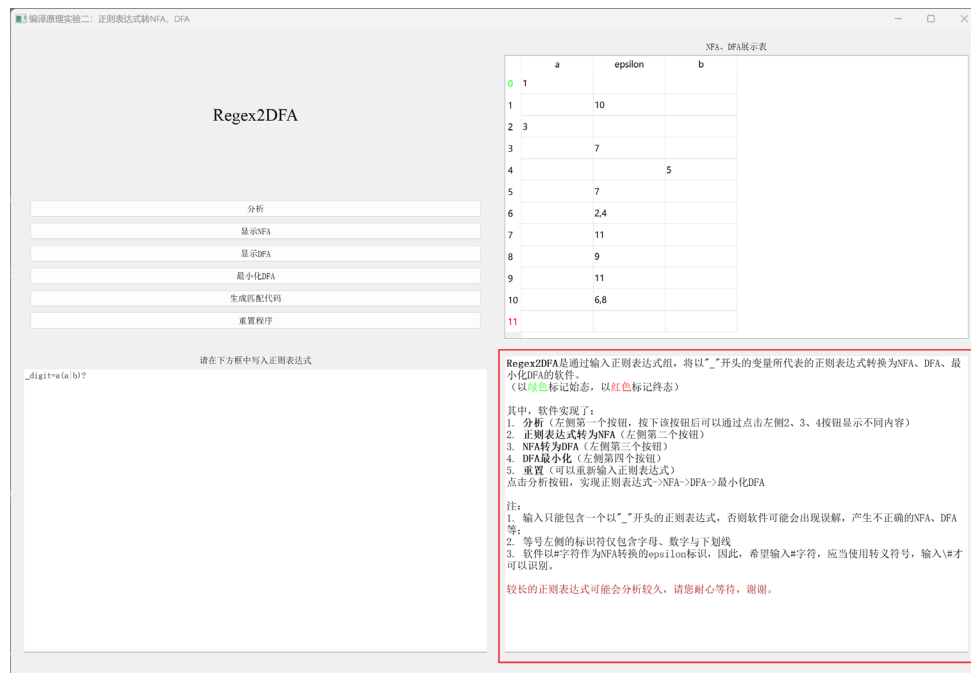 编译原理实验二：正则表达式转NFA、DFA
Regex2DFA
分析
显示NFA
显示DFA
最小化DFA
生成匹配代码
重置程序
请在下方框中写入正则表达式
_digit=a(a|b)?
NFA、DFA展示表
a epsilon b
0 1
1 10
2 3
3 7
4 5
5 7
6 2,4
7 11
8 9
9 11
10 6,8
11
Regex2DFA是通过输入正则表达式组，将以"_"开头的变量所代表的正则表达式转换为NFA、DFA、最
小化DFA的软件。
（以绿色标记始态，以红色标记终态）
其中，软件实现了：
1. 分析（左侧第一个按钮，按下该按钮后可以通过点击左侧2、3、4按钮显示不同内容）
2. 正则表达式转为NFA（左侧第二个按钮）
3. NFA转为DFA（左侧第三个按钮）
4. DFA最小化（左侧第四个按钮）
5. 重置（可以重新输入正则表达式）
点击分析按钮，实现正则表达式->NFA->DFA->最小化DFA
注：
1. 输入只能包含一个以"_"开头的正则表达式，否则软件可能会出现误解，产生不正确的NFA、DFA
等；
2. 等号左侧的标识符仅包含字母、数字与下划线
3. 软件以#字符作为NFA转换的epsilon标识，因此，希望输入#字符，应当使用转义符号，输入\#才
可以识别。
较长的正则表达式可能会分析较久，请您耐心等待，谢谢。